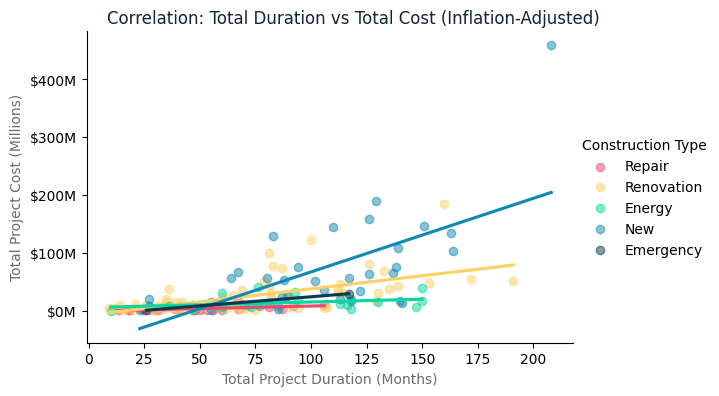 Correlation: Total Duration vs Total Cost (Inflation-Adjusted)
Total Project Cost (Millions)
$400M
$300M
$200M
$100M
$0M
0
25
50
75
100
125
150
175
200
Total Project Duration (Months)
Construction Type
Repair
Renovation
Energy
New
Emergency